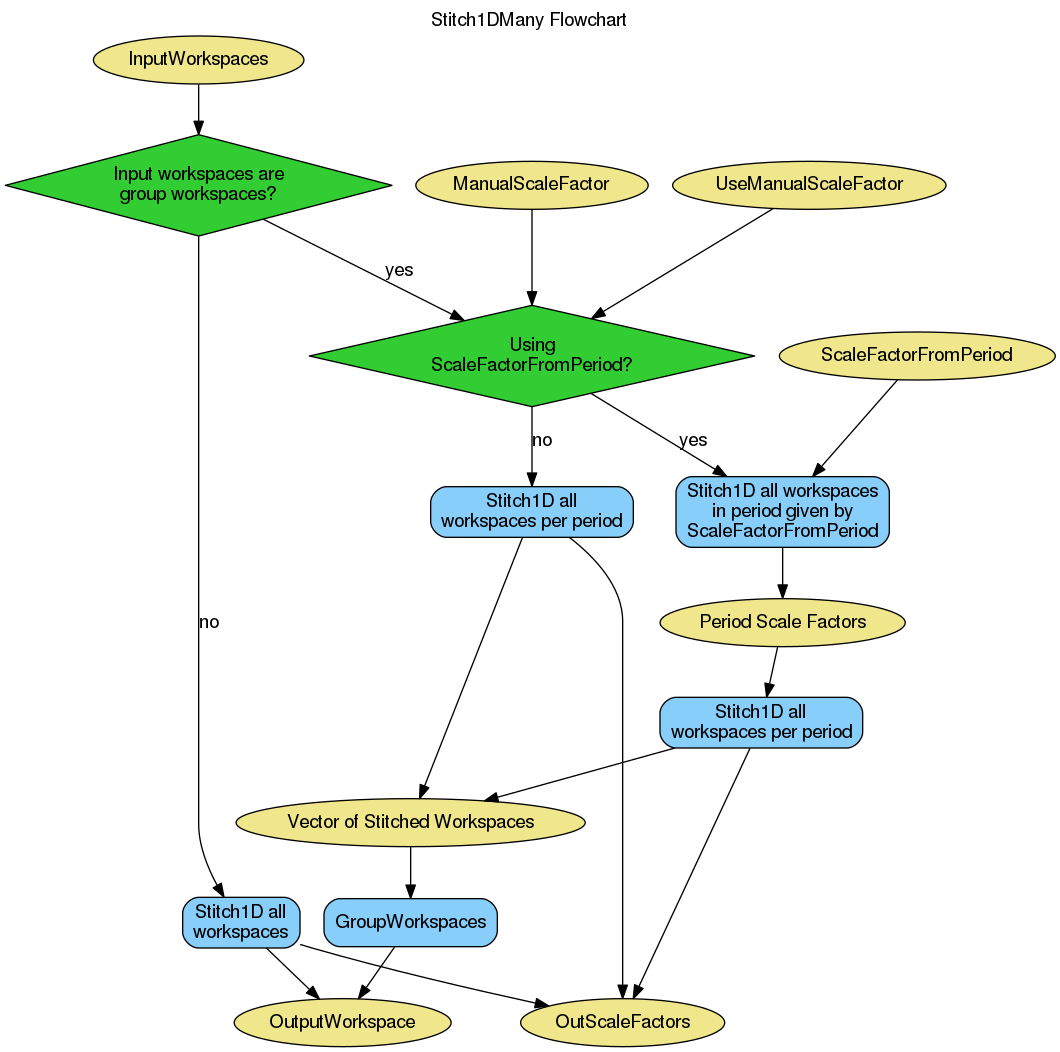 Stitch1DMany Flowchart
InputWorkspaces
Input workspaces are
group workspaces?
ManualScaleFactor
UseManualScaleFactor
yes
Using
ScaleFactorFromPeriod?
ScaleFactorFromPeriod
no
yes
Stitch1D all
workspaces per period
Stitch1D all workspaces
in period given by
ScaleFactorFromPeriod
no
Period Scale Factors
Stitch1D all
workspaces per period
Vector of Stitched Workspaces
Stitch1D all
workspaces
GroupWorkspaces
OutputWorkspace
OutScaleFactors